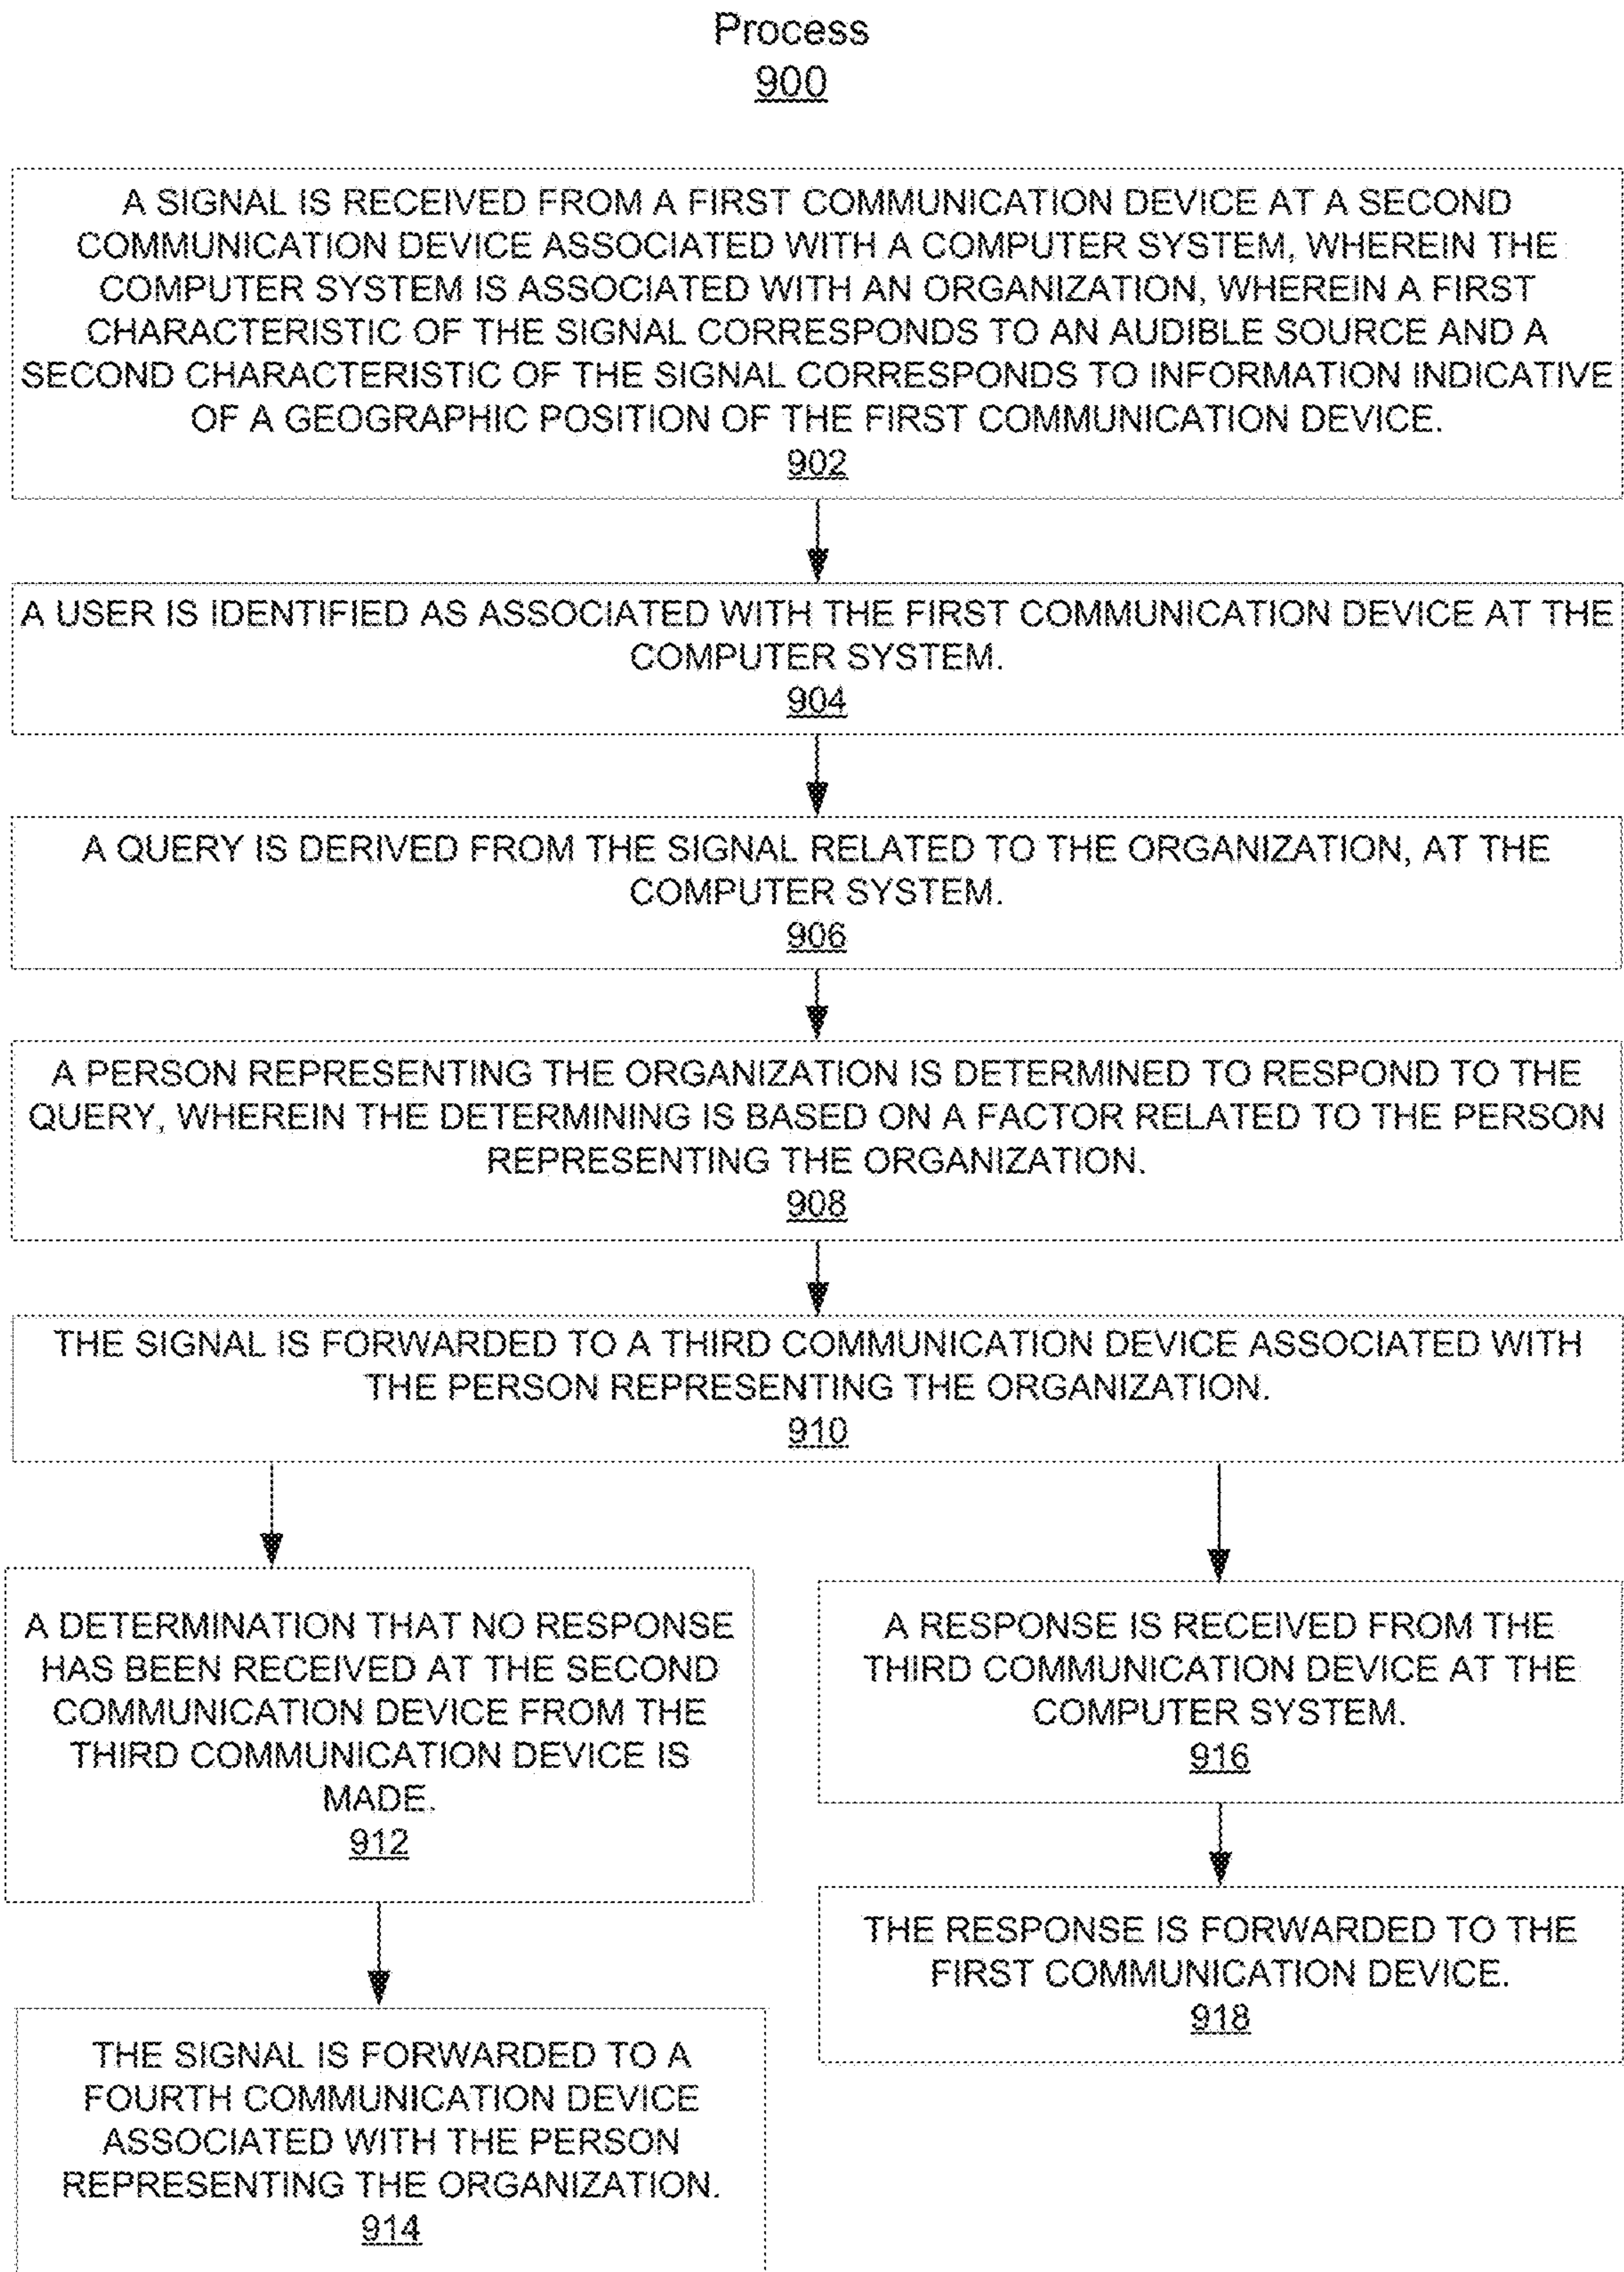 Process
900
A SIGNAL IS RECEIVED FROM A FIRST COMMUNICATION DEVICE AT A SECOND
COMMUNICATION DEVICE ASSOCIATED WITH A COMPUTER SYSTEM, WHEREIN THE
COMPUTER SYSTEM IS ASSOCIATED WITH AN ORGANIZATION, WHEREIN A FIRST
CHARACTERISTIC OF THE SIGNAL CORRESPONDS TO AN AUDIBLE SOURCE AND A
SECOND CHARACTERISTIC OF THE SIGNAL CORRESPONDS TO INFORMATION INDICATIVE
OF A GEOGRAPHIC POSITION OF THE FIRST COMMUNICATION DEVICE.
902
A USER IS IDENTIFIED AS ASSOCIATED WITH THE FIRST COMMUNICATION DEVICE AT THE
COMPUTER SYSTEM.
904
A QUERY IS DERIVED FROM THE SIGNAL RELATED TO THE ORGANIZATION, AT THE
COMPUTER SYSTEM.
906
A PERSON REPRESENTING THE ORGANIZATION IS DETERMINED TO RESPOND TO THE
QUERY, WHEREIN THE DETERMINING IS BASED ON A FACTOR RELATED TO THE PERSON
REPRESENTING THE ORGANIZATION.
908
THE SIGNAL IS FORWARDED TO A THIRD COMMUNICATION DEVICE ASSOCIATED WITH
THE PERSON REPRESENTING THE ORGANIZATION.
910
A DETERMINATION THAT NO RESPONSE
HAS BEEN RECEIVED AT THE SECOND
COMMUNICATION DEVICE FROM THE
THIRD COMMUNICATION DEVICE IS
MADE.
912
THE SIGNAL IS FORWARDED TO A
FOURTH COMMUNICATION DEVICE
ASSOCIATED WITH THE PERSON
REPRESENTING THE ORGANIZATION.
914
A RESPONSE IS RECEIVED FROM THE
THIRD COMMUNICATION DEVICE AT THE
COMPUTER SYSTEM.
916
THE RESPONSE IS FORWARDED TO THE
FIRST COMMUNICATION DEVICE.
918